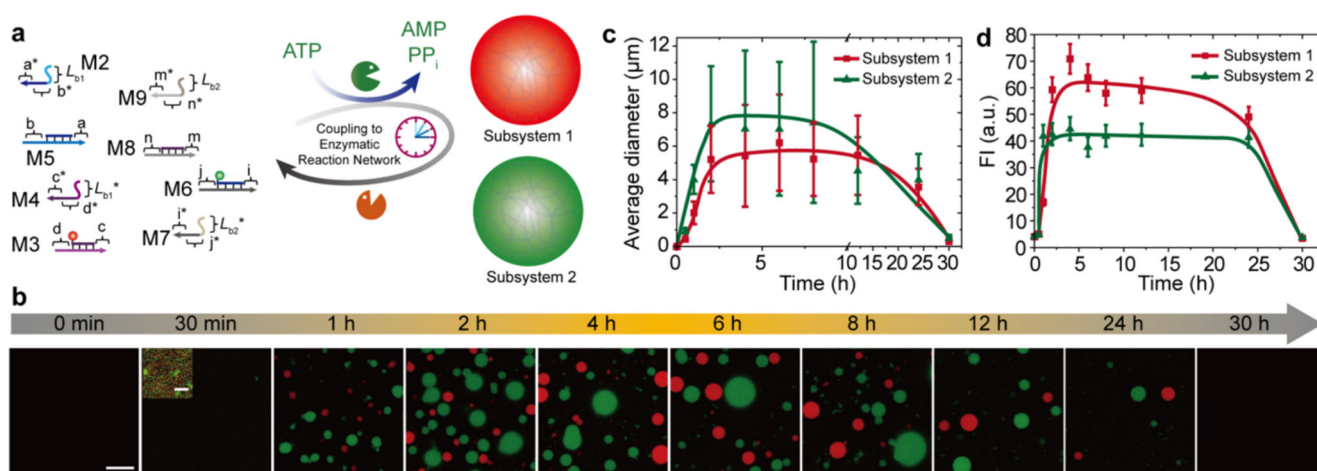 a
a* M2
L b1
b*
m*
M9 L b2
n*
b a
M5
n m
M8
c*
M4 L b1*
d*
j i
M6
d c
M3
i*
M7 L b2*
j*
ATP
AMP
PPi
Coupling to
Enzymatic
Reaction Network
Subsystem 1
Subsystem 2
c
Average diameter (μm)
12
10
8
6
4
2
0
Subsystem 1
Subsystem 2
0 5 10 15 20 25 30
Time (h)
d
FI (a.u.)
80
70
60
50
40
30
20
10
0
Subsystem 1
Subsystem 2
0 5 10 15 20 25 30
Time (h)
b
0 min 30 min 1 h 2 h 4 h 6 h 8 h 12 h 24 h 30 h